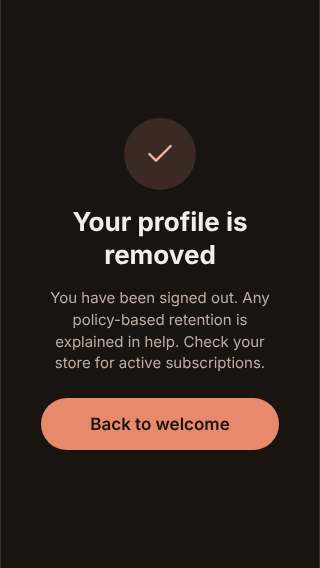 Your profile is
removed
You have been signed out. Any
policy-based retention is
explained in help. Check your
store for active subscriptions.
Back to welcome